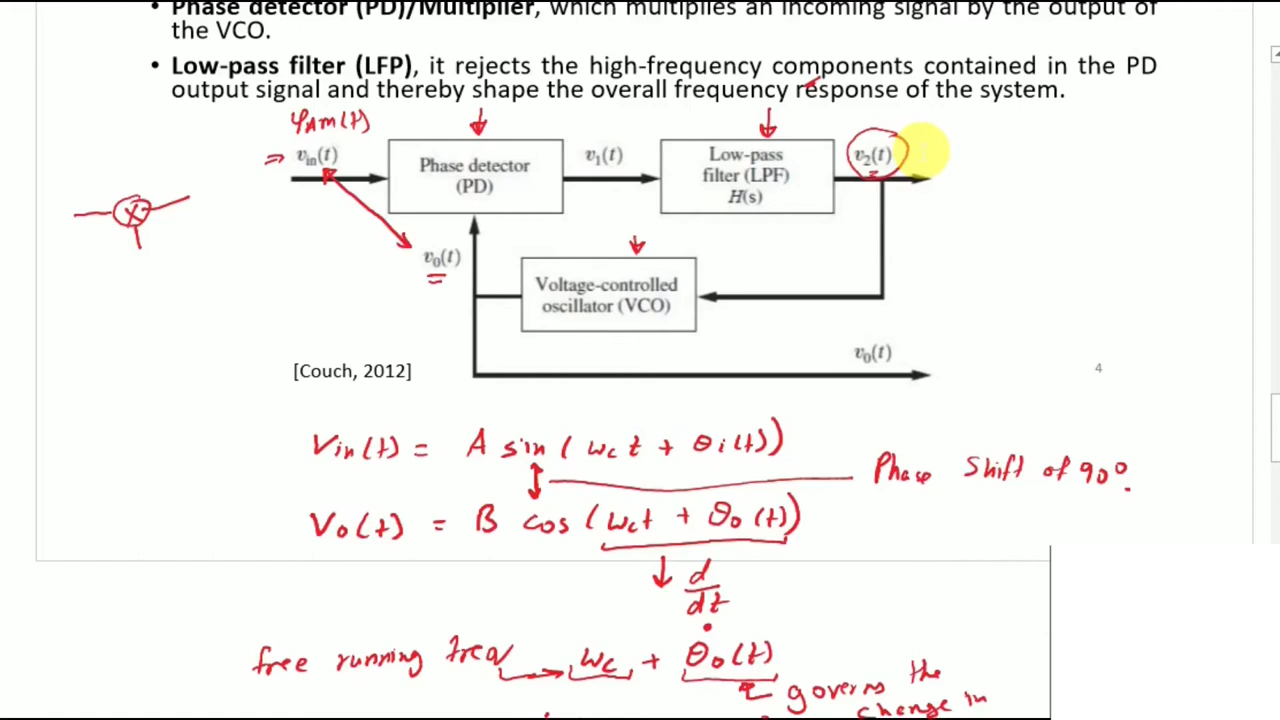 • Phase detector (PD)/Multiplier, which multiplies an incoming signal by the output of
the VCO.
• Low-pass filter (LFP), it rejects the high-frequency components contained in the PD
output signal and thereby shape the overall frequency response of the system.
φAM(t)
⇒ vin(t)
Phase detector
(PD)
v1(t)
Low-pass
filter (LPF)
H(s)
v2(t)
X
v0(t)
Voltage-controlled
oscillator (VCO)
v0(t)
[Couch, 2012]
4
Vin(t) = A sin(ωct + θi(t))
Phase Shift of 90°.
Vo(t) = B cos(ωct + θo(t))
d
dt
free running freq → ωc + θ̇o(t)
governs the
change in